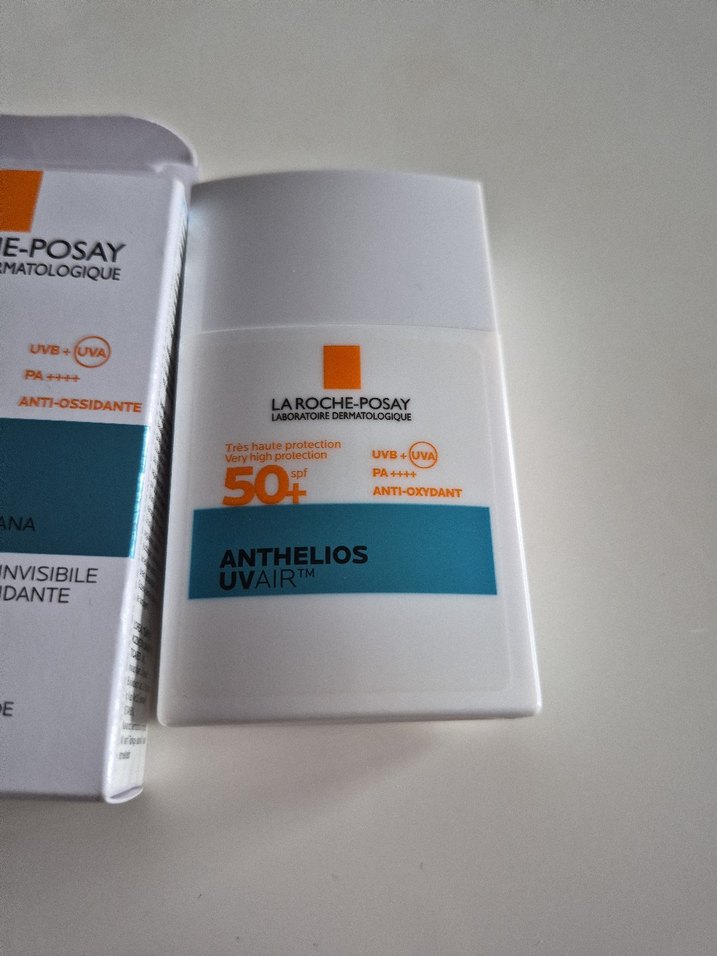 E-POSAY
RMATOLOGIQUE
UVB + UVA
PA ++++
ANTI-OSSIDANTE
ANA
INVISIBILE
IDANTE
DE
LA ROCHE-POSAY
LABORATOIRE DERMATOLOGIQUE
Très haute protection
Very high protection
50+ spf
UVB + UVA
PA ++++
ANTI-OXYDANT
ANTHELIOS
UVAIR™